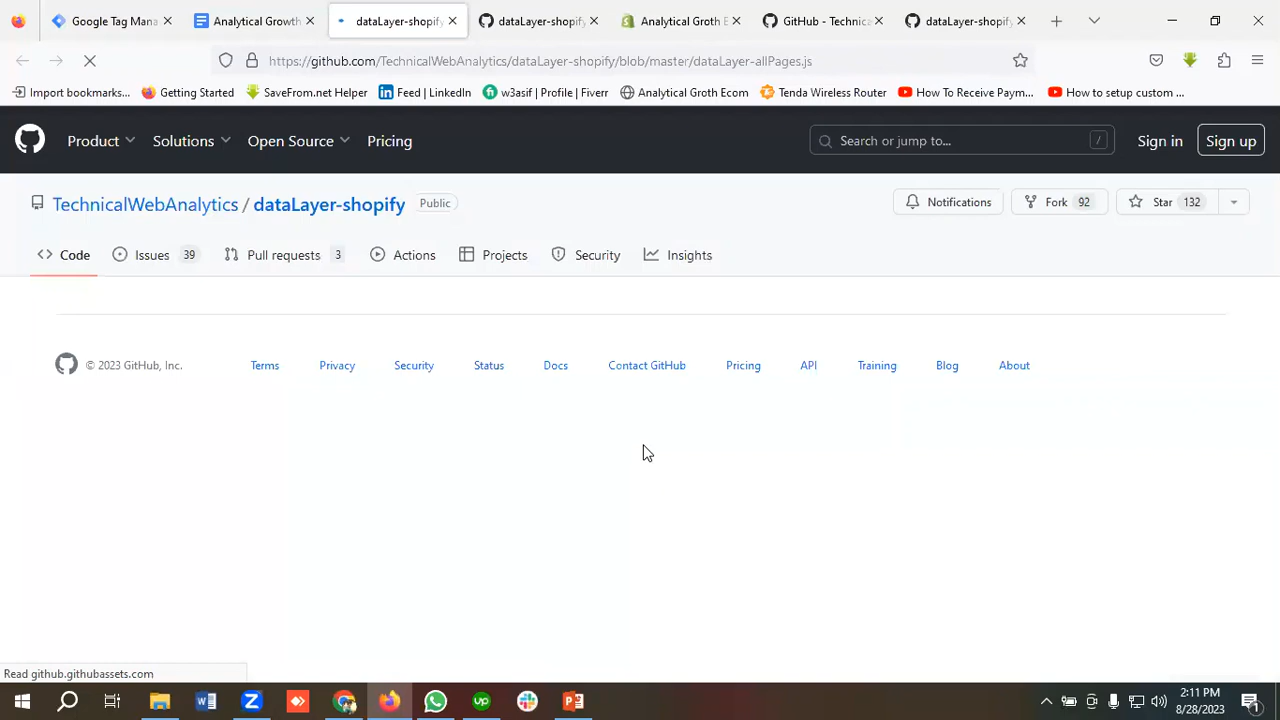 Google Tag Mana
Analytical Growth
dataLayer-shopify
dataLayer-shopify
Analytical Groth E
GitHub - Technica
dataLayer-shopify
https://github.com/TechnicalWebAnalytics/dataLayer-shopify/blob/master/dataLayer-allPages.js
Import bookmarks...
Getting Started
SaveFrom.net Helper
Feed | LinkedIn
w3asif | Profile | Fiverr
Analytical Groth Ecom
Tenda Wireless Router
How To Receive Paym...
How to setup custom ...
Product
Solutions
Open Source
Pricing
Search or jump to...
/
Sign in
Sign up
TechnicalWebAnalytics / dataLayer-shopify
Public
Notifications
Fork 92
Star 132
Code
Issues 39
Pull requests 3
Actions
Projects
Security
Insights
© 2023 GitHub, Inc.
Terms
Privacy
Security
Status
Docs
Contact GitHub
Pricing
API
Training
Blog
About
Read github.githubassets.com
2:11 PM
8/28/2023